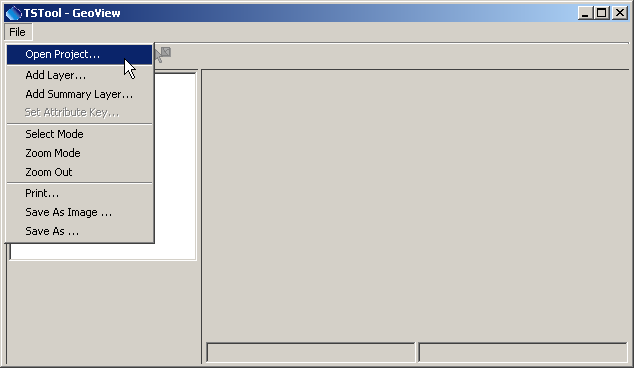 TSTool - GeoView
File
Open Project...
Add Layer...
Add Summary Layer...
Set Attribute Key...
Select Mode
Zoom Mode
Zoom Out
Print...
Save As Image ...
Save As ...